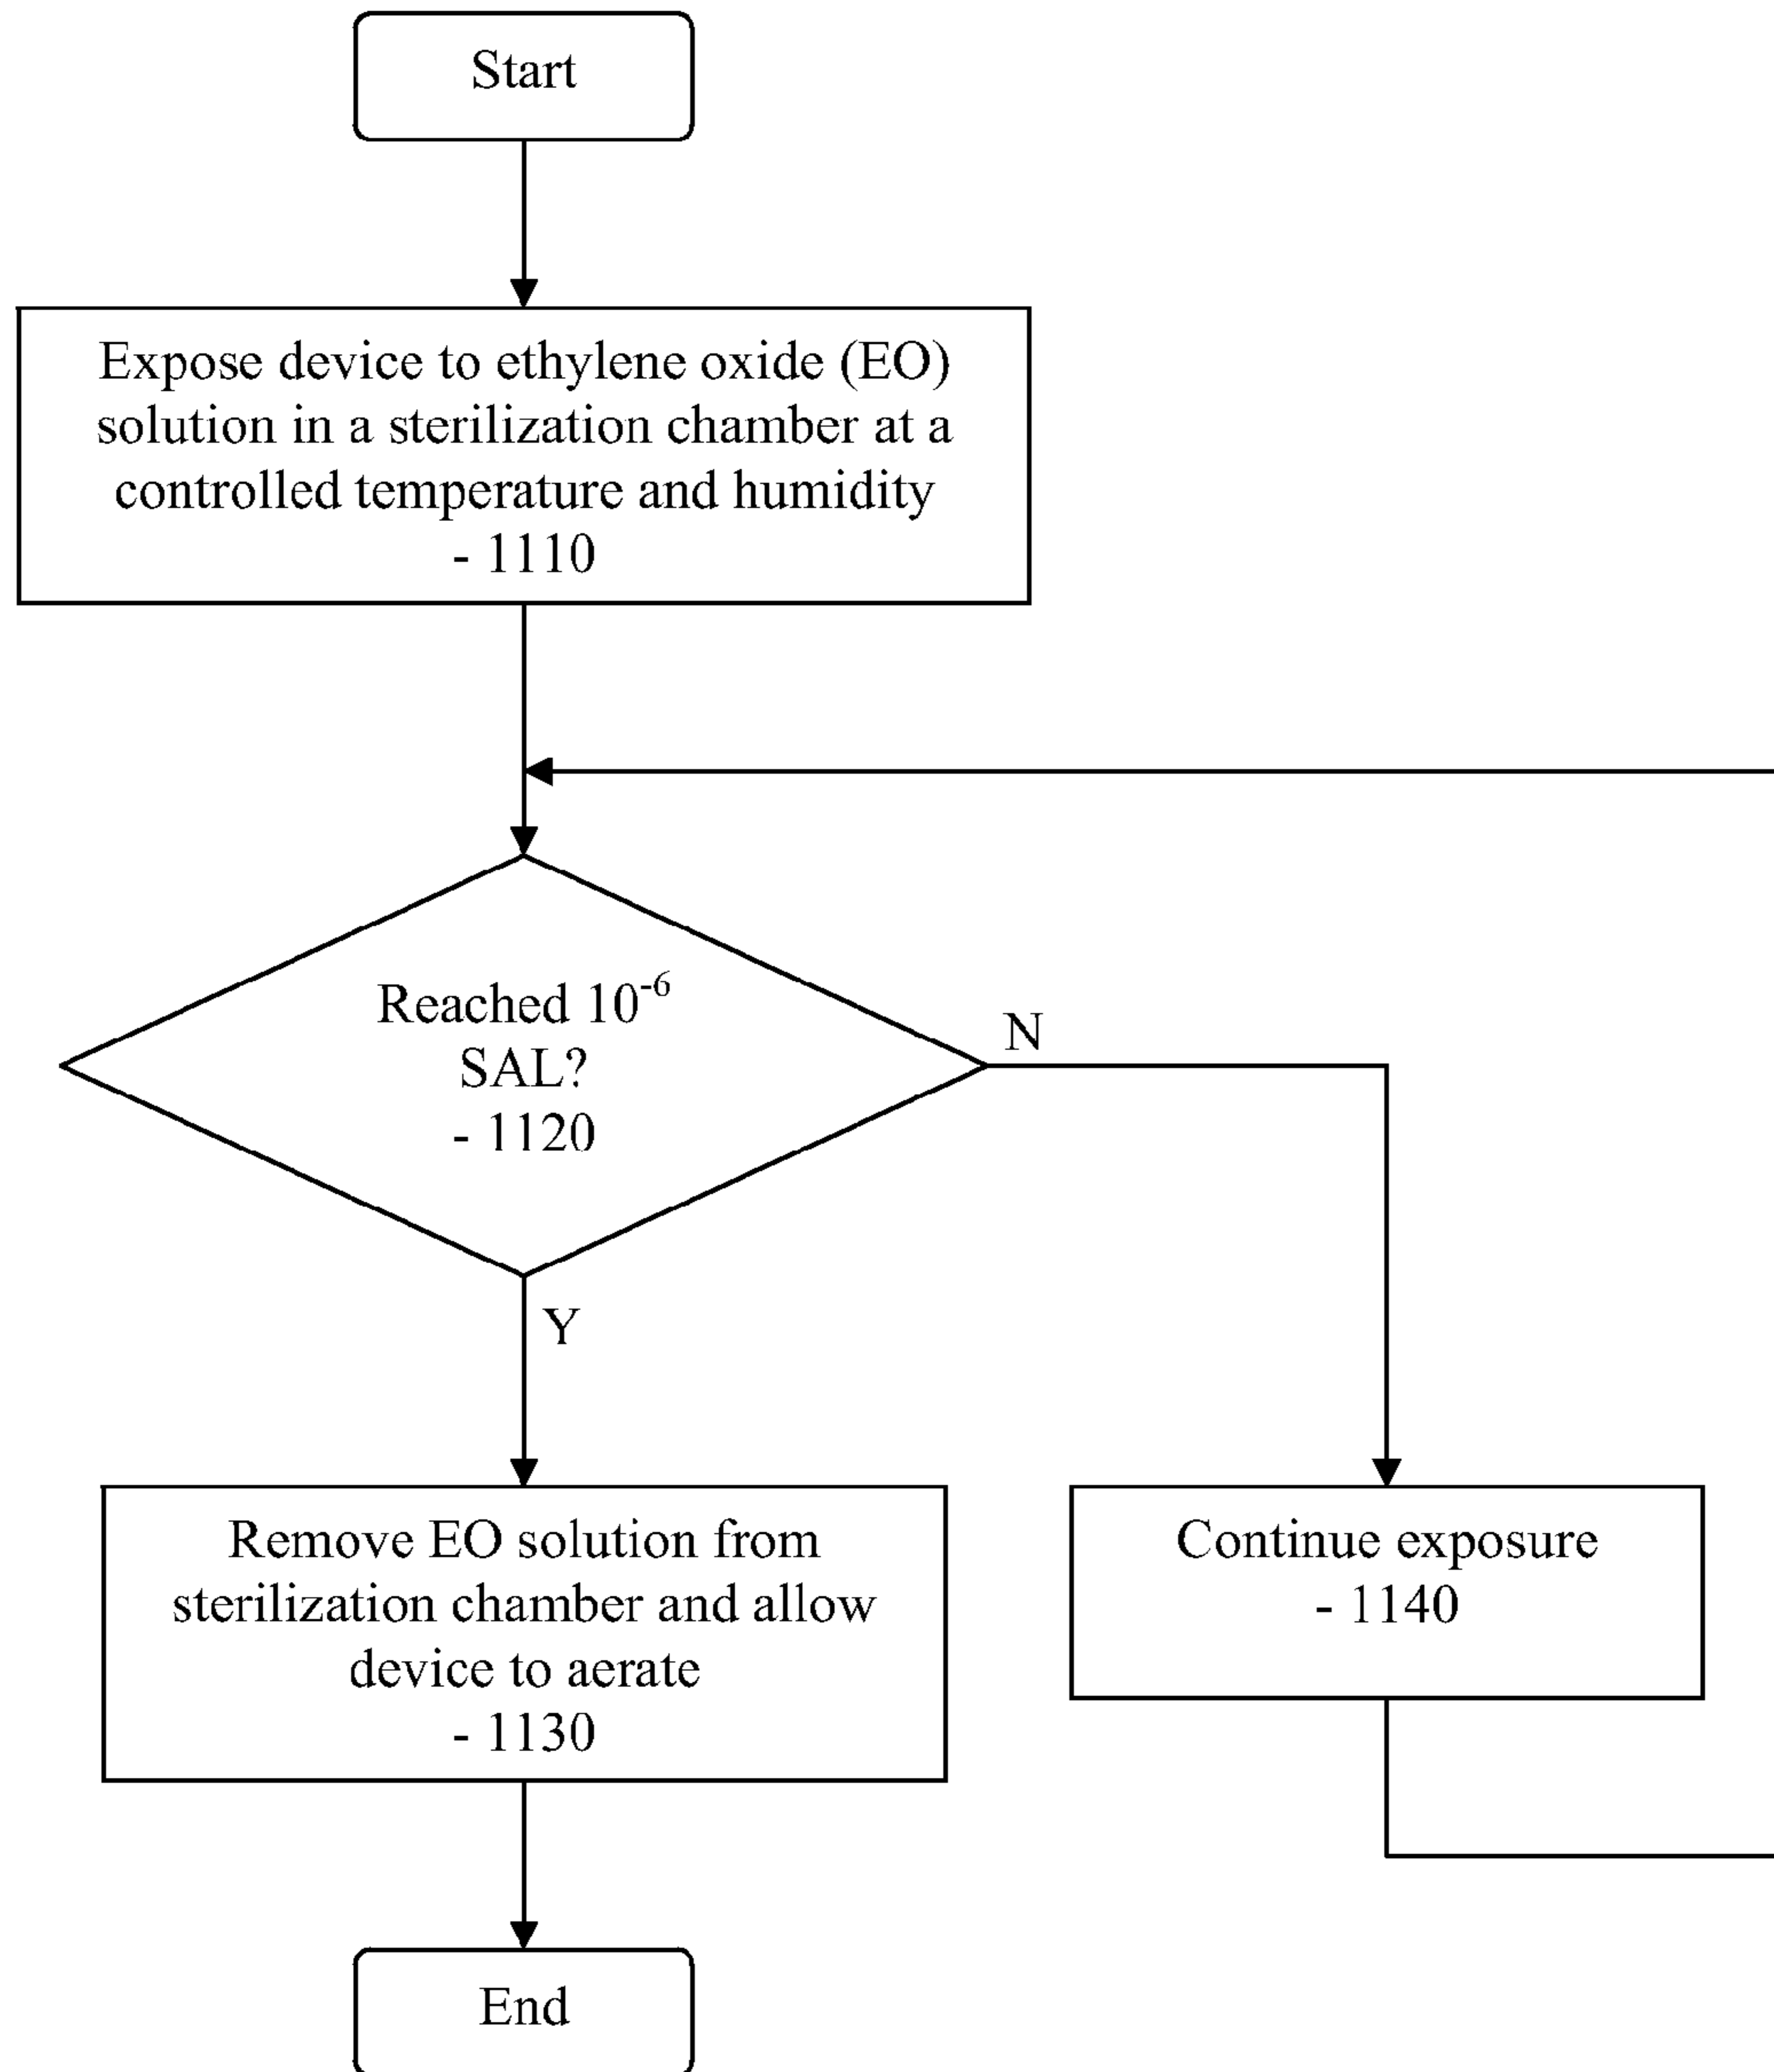 Start
Expose device to ethylene oxide (EO)
solution in a sterilization chamber at a
controlled temperature and humidity
- 1110
Reached 10⁻⁶
SAL?
- 1120
N
Y
Remove EO solution from
sterilization chamber and allow
device to aerate
- 1130
Continue exposure
- 1140
End